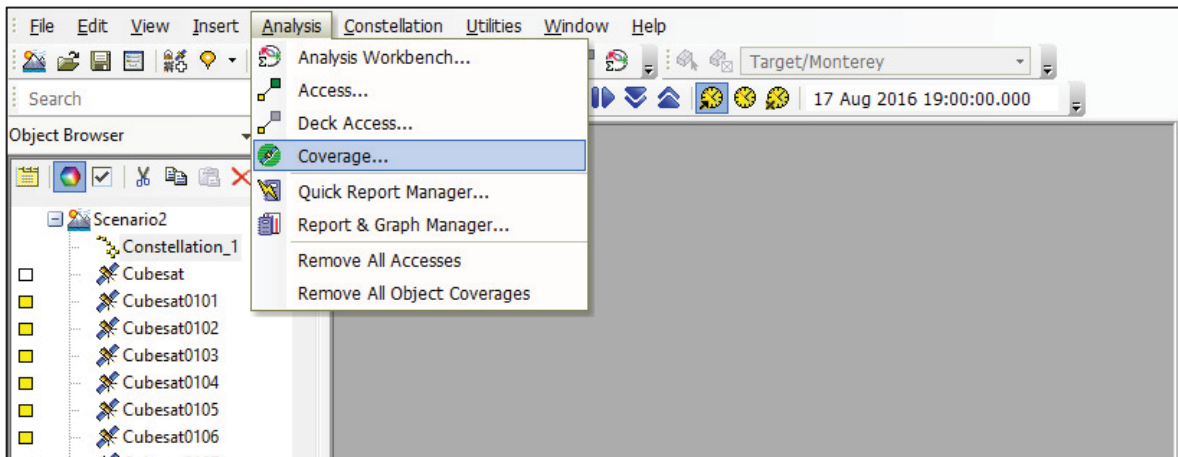 File Edit View Insert Analysis Constellation Utilities Window Help
Analysis Workbench...
Target/Monterey
Search
Access...
17 Aug 2016 19:00:00.000
Deck Access...
Object Browser
Coverage...
Quick Report Manager...
Report & Graph Manager...
Remove All Accesses
Remove All Object Coverages
Scenario2
Constellation_1
Cubesat
Cubesat0101
Cubesat0102
Cubesat0103
Cubesat0104
Cubesat0105
Cubesat0106